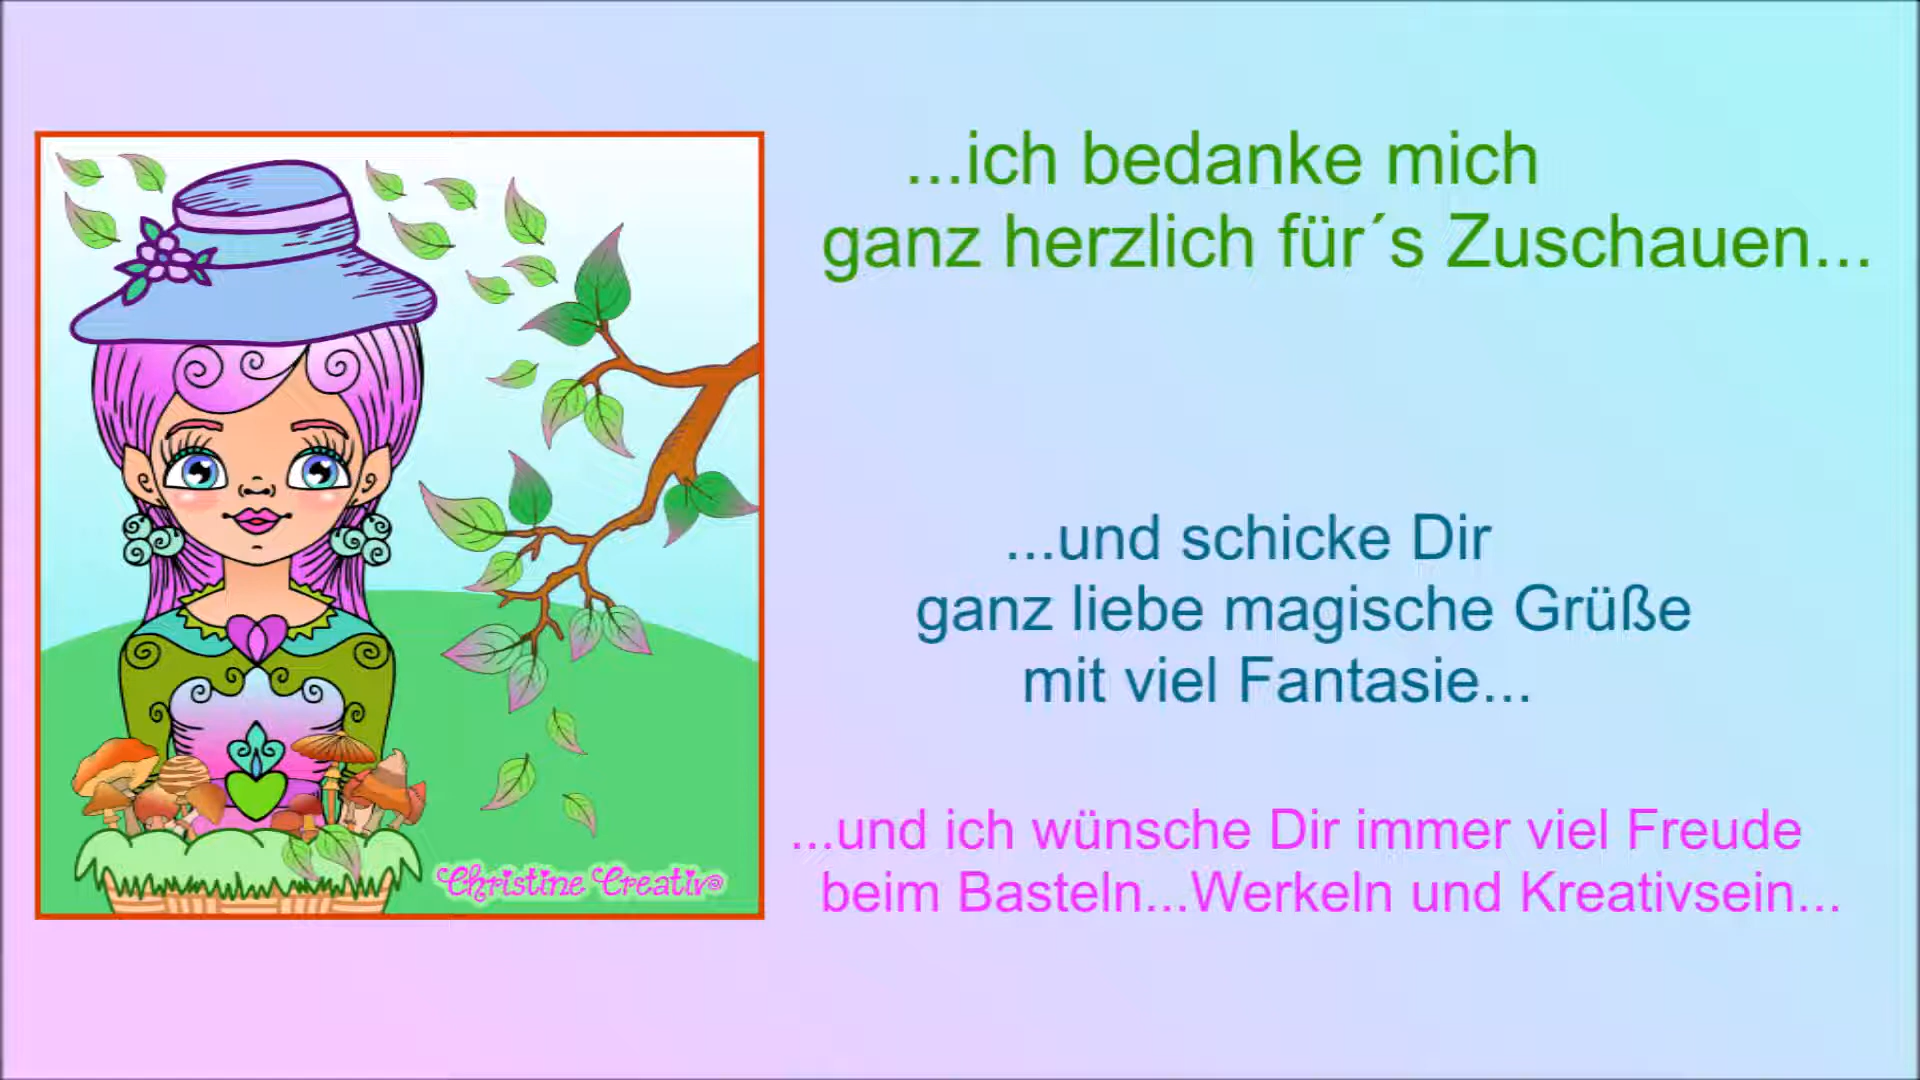 ...ich bedanke mich
ganz herzlich für´s Zuschauen...
...und schicke Dir
ganz liebe magische Grüße
mit viel Fantasie...
...und ich wünsche Dir immer viel Freude
beim Basteln...Werkeln und Kreativsein...
Christine Creativ